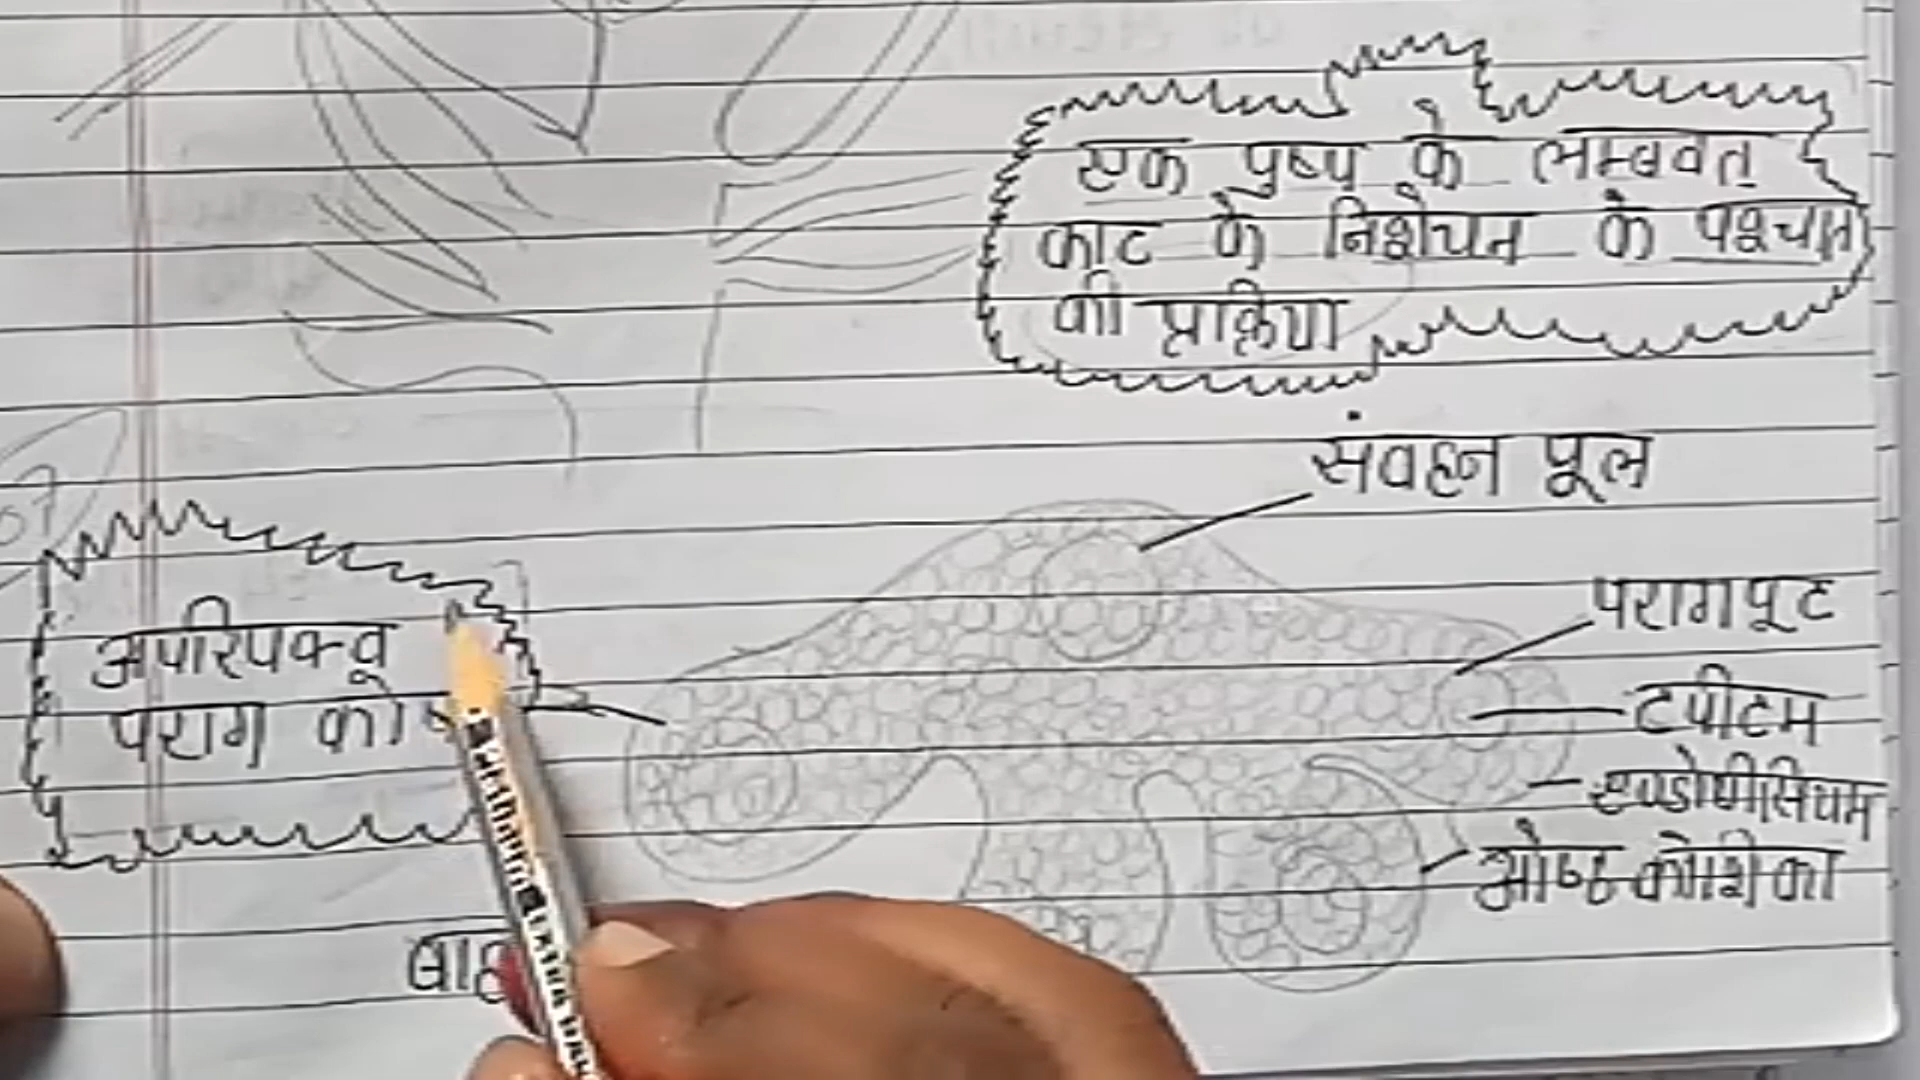 एक पुष्प के लम्बवत
काट के निशेचन के पश्चात
की प्रक्रिया
संवहन पूल
परागपूट
अपरिपक्व
पराग को
टपीटम
एण्डोथीसियम
ओष्ठ कोशिका
बाह